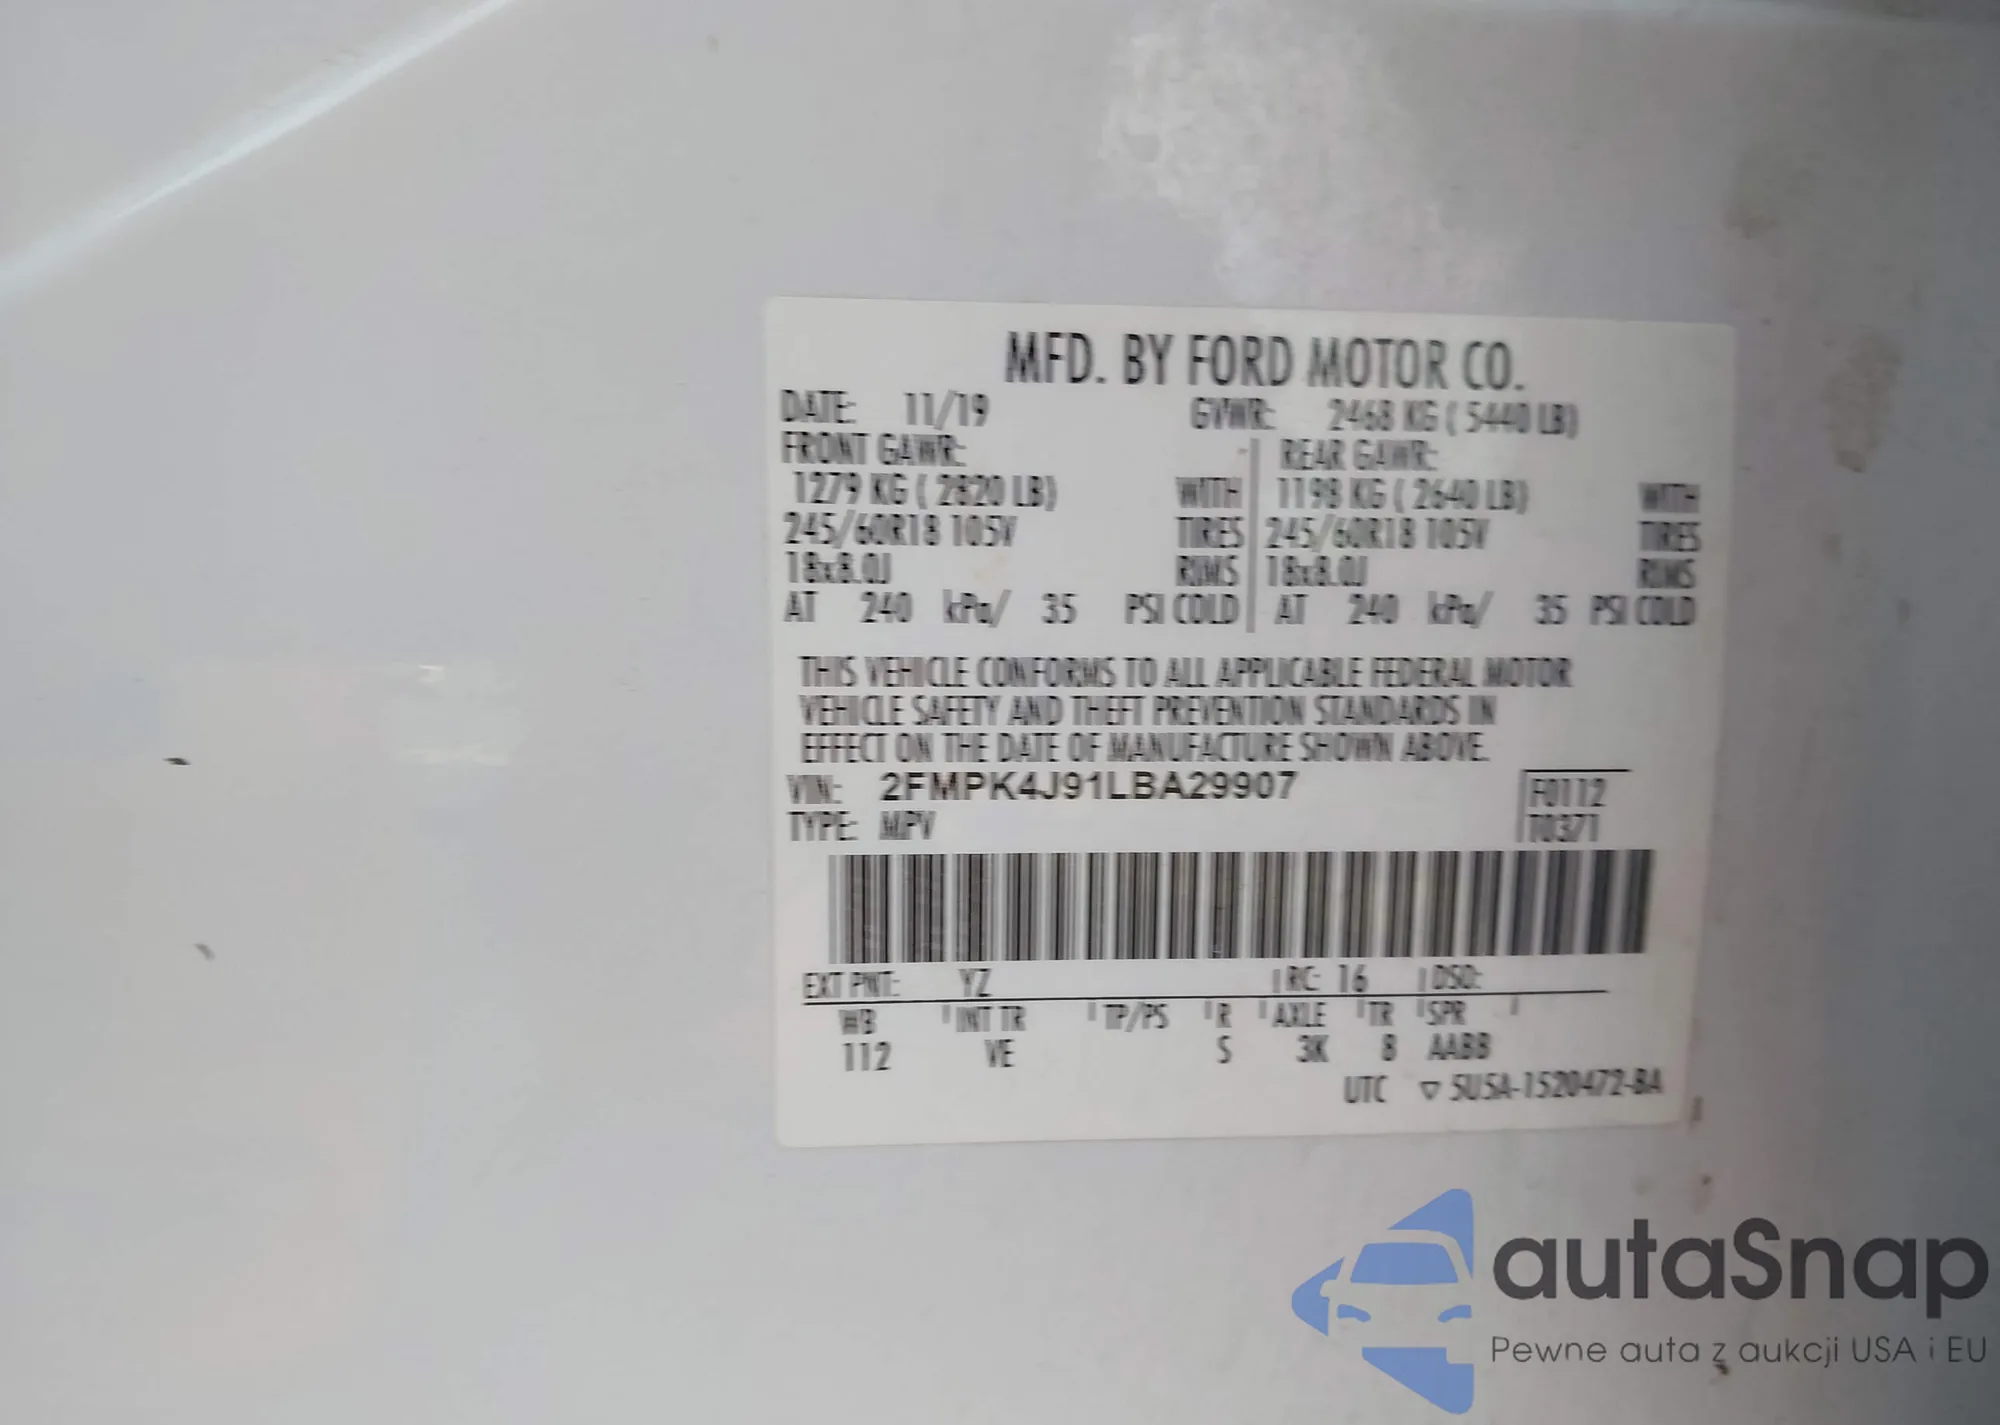 MFD. BY FORD MOTOR CO.
DATE: 11/19 GVWR: 2468 KG ( 5440 LB)
FRONT GAWR: REAR GAWR:
1279 KG ( 2820 LB) WITH 1198 KG ( 2640 LB) WITH
245/60R18 105V TIRES 245/60R18 105V TIRES
18x8.0J RIMS 18x8.0J RIMS
AT 240 kPa/ 35 PSI COLD AT 240 kPa/ 35 PSI COLD
THIS VEHICLE CONFORMS TO ALL APPLICABLE FEDERAL MOTOR
VEHICLE SAFETY AND THEFT PREVENTION STANDARDS IN
EFFECT ON THE DATE OF MANUFACTURE SHOWN ABOVE.
VIN: 2FMPK4J91LBA29907 F0112
TYPE: MPV T0371
EXT PNT: YZ RC: 16 DSO:
WB INT TR TP/PS R AXLE TR SPR
112 VE S 3K 8 AABB
UTC ▽ 5U5A-1520472-BA
autaSnap
Pewne auta z aukcji USA i EU